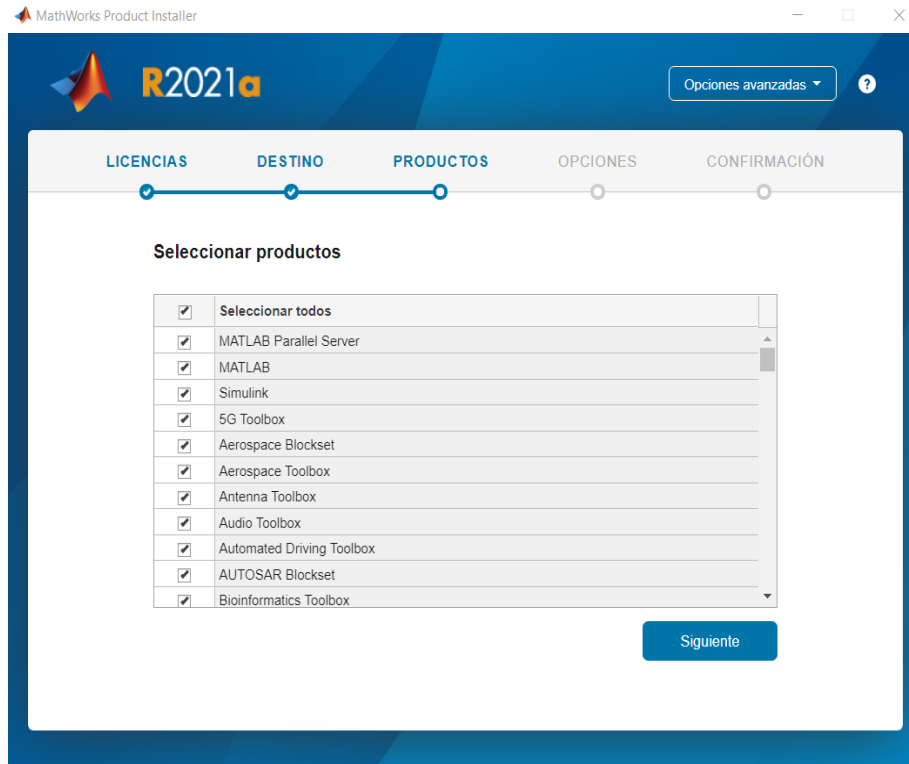 MathWorks Product Installer
R2021a
Opciones avanzadas
?
LICENCIAS DESTINO PRODUCTOS OPCIONES CONFIRMACIÓN
Seleccionar productos
Seleccionar todos
MATLAB Parallel Server
MATLAB
Simulink
5G Toolbox
Aerospace Blockset
Aerospace Toolbox
Antenna Toolbox
Audio Toolbox
Automated Driving Toolbox
AUTOSAR Blockset
Bioinformatics Toolbox
Siguiente